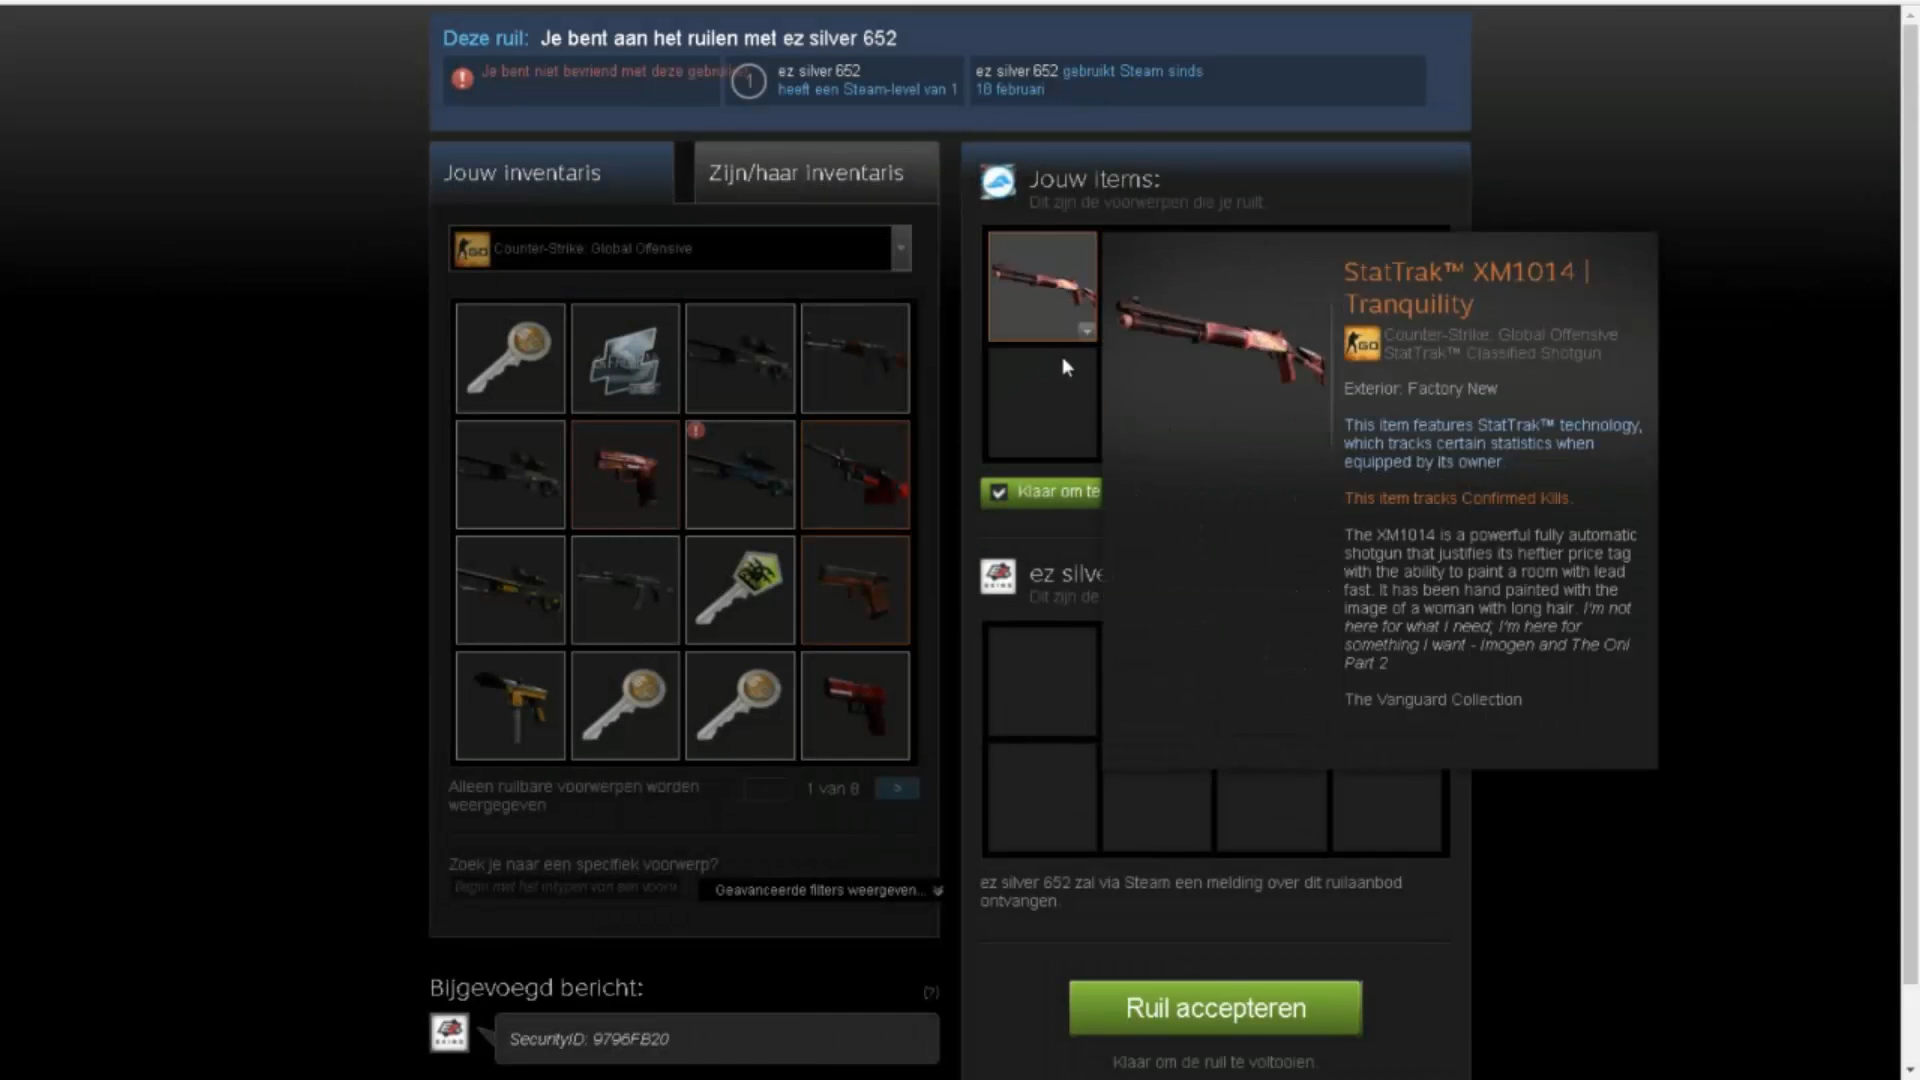 Deze ruil: Je bent aan het ruilen met ez silver 652
Je bent niet bevriend met deze
ez silver 652
heeft een Steam-level van 1
ez silver 652 gebruikt Steam sinds
18 februari
Jouw inventaris
Zijn/haar inventaris
Counter-Strike: Global Offensive
Alleen ruilbare voorwerpen worden
weergegeven
1 van 8
>
Zoek je naar een specifiek voorwerp?
Begin met het intypen van een
Geavanceerde filters weergeven...
Bijgevoegd bericht:
(?)
SecurityID: 9796FB20
Jouw items:
Dit zijn de voorwerpen die je ruilt.
Klaar om te
ez silve
Dit zijn de
StatTrak™ XM1014 |
Tranquility
Counter-Strike: Global Offensive
StatTrak™ Classified Shotgun
Exterior: Factory New
This item features StatTrak™ technology,
which tracks certain statistics when
equipped by its owner.
This item tracks Confirmed Kills.
The XM1014 is a powerful fully automatic
shotgun that justifies its heftier price tag
with the ability to paint a room with lead
fast. It has been hand painted with the
image of a woman with long hair. I'm not
here for what I need; I'm here for
something I want - Imogen and The Oni
Part 2
The Vanguard Collection
ez silver 652 zal via Steam een melding over dit ruilaanbod
ontvangen.
Ruil accepteren
Klaar om de ruil te voltooien.